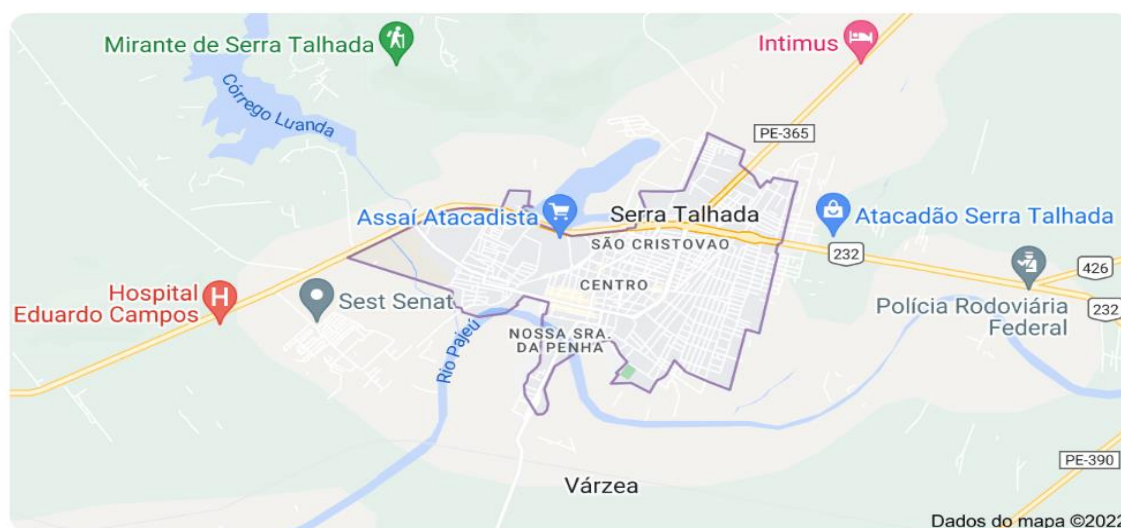 Mirante de Serra Talhada
Intimus
Córrego Luanda
PE-365
Assaí Atacadista
Serra Talhada
Atacadão Serra Talhada
SÃO CRISTOVAO
232
426
CENTRO
Hospital
Eduardo Campos
Sest Senat
Polícia Rodoviária
Federal
232
Rio Pajeú
NOSSA SRA.
DA PENHA
PE-390
Várzea
Dados do mapa ©2022